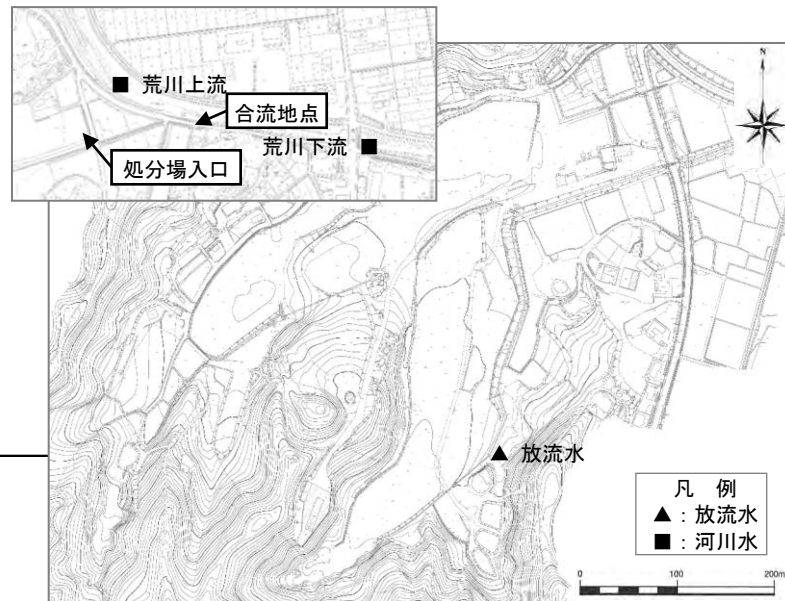 荒川上流
合流地点
荒川下流
処分場入口
N
放流水
凡 例
▲：放流水
■：河川水
0 100 200m